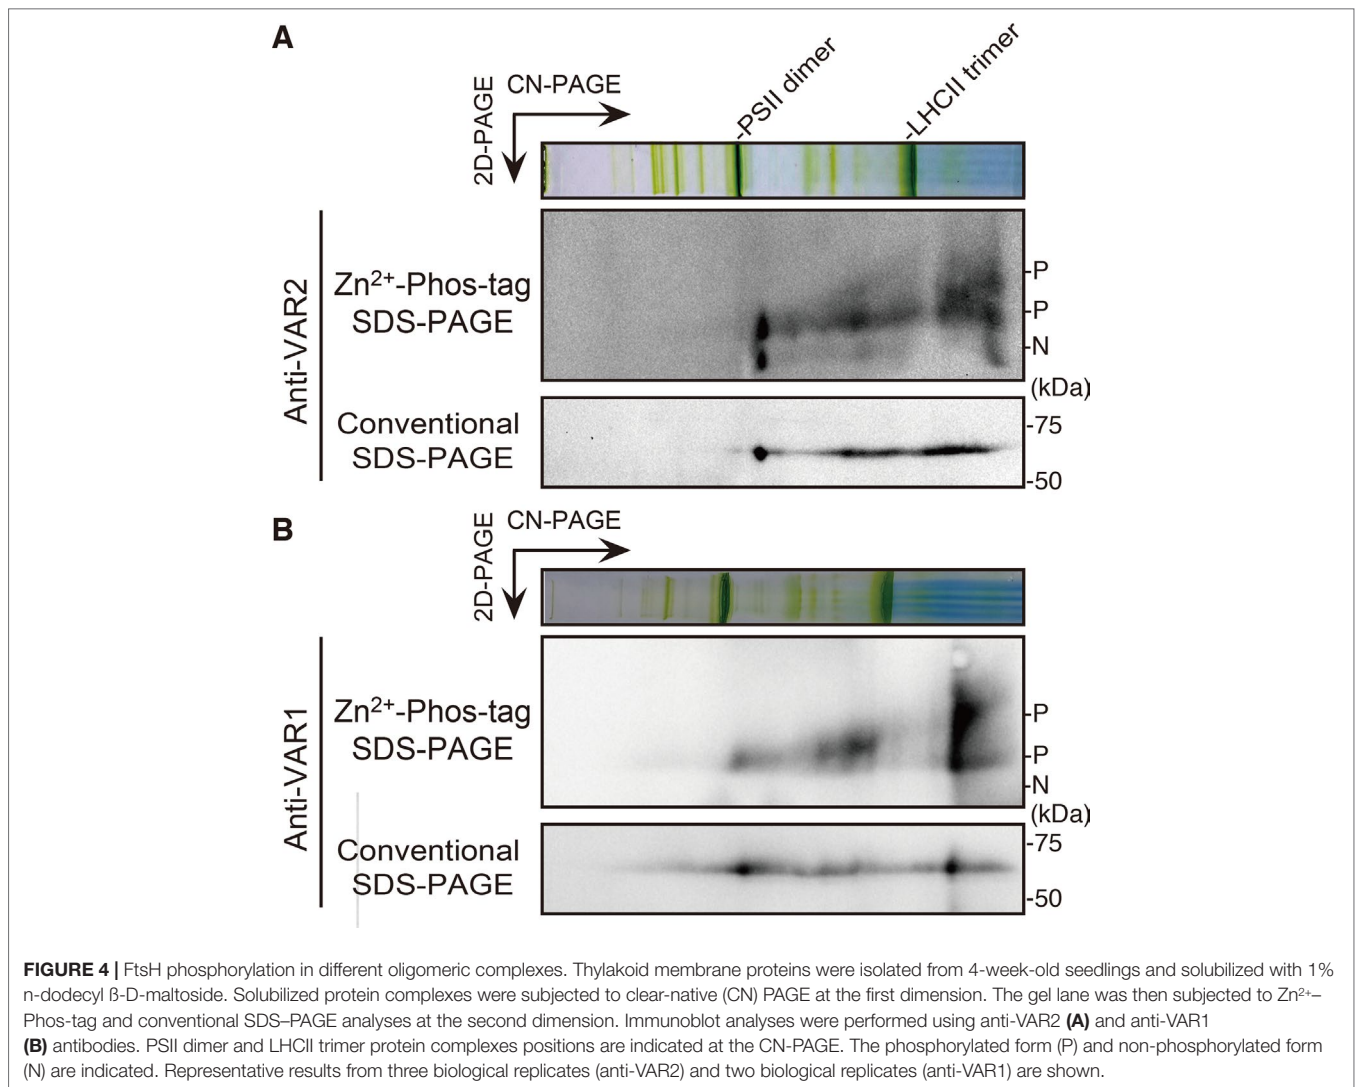 A
CN-PAGE
2D-PAGE
-PSII dimer
-LHCII trimer
Anti-VAR2
Zn²⁺-Phos-tag
SDS-PAGE
-P
-P
-N
(kDa)
Conventional
SDS-PAGE
-75
-50
B
CN-PAGE
2D-PAGE
Anti-VAR1
Zn²⁺-Phos-tag
SDS-PAGE
-P
-P
-N
(kDa)
Conventional
SDS-PAGE
-75
-50
FIGURE 4 | FtsH phosphorylation in different oligomeric complexes. Thylakoid membrane proteins were isolated from 4-week-old seedlings and solubilized with 1%
n-dodecyl ß-D-maltoside. Solubilized protein complexes were subjected to clear-native (CN) PAGE at the first dimension. The gel lane was then subjected to Zn²⁺–
Phos-tag and conventional SDS–PAGE analyses at the second dimension. Immunoblot analyses were performed using anti-VAR2 (A) and anti-VAR1
(B) antibodies. PSII dimer and LHCII trimer protein complexes positions are indicated at the CN-PAGE. The phosphorylated form (P) and non-phosphorylated form
(N) are indicated. Representative results from three biological replicates (anti-VAR2) and two biological replicates (anti-VAR1) are shown.